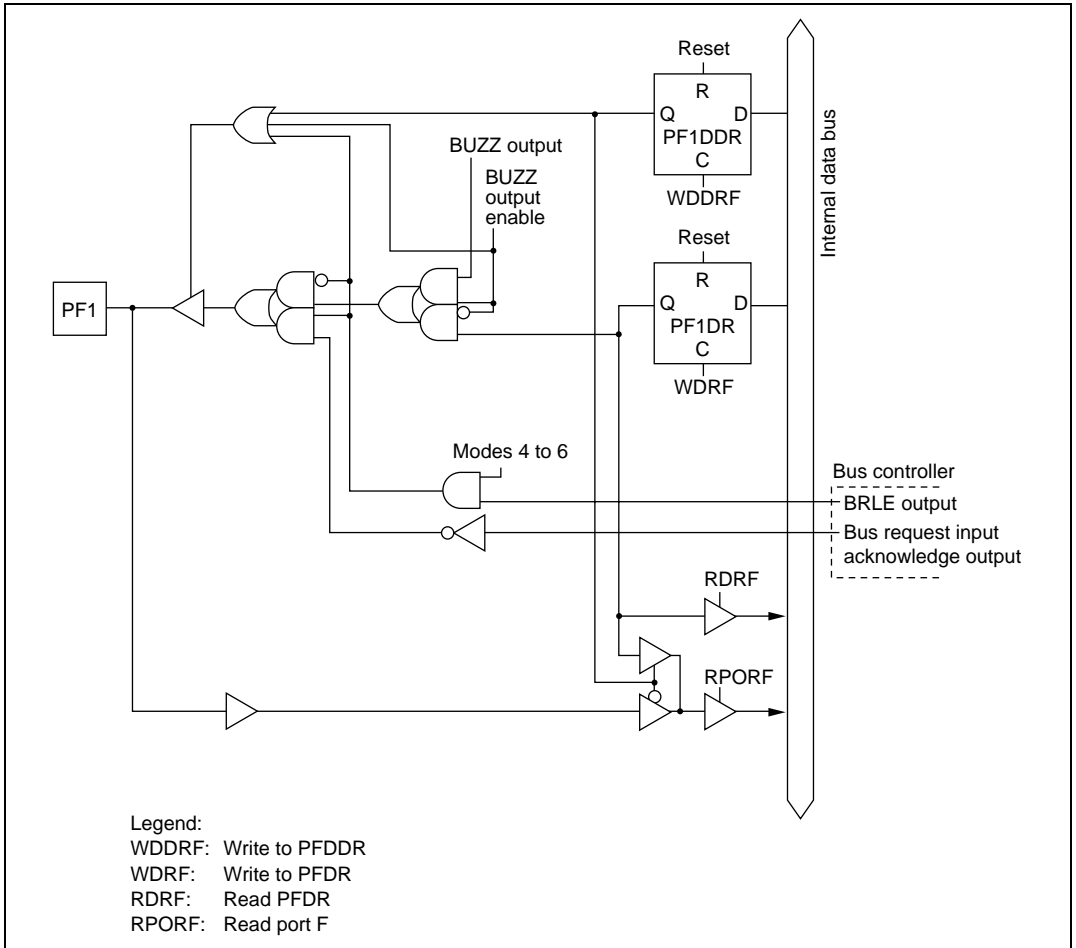 Reset
R
Q D
PF1DDR
C
WDDRF
BUZZ output
BUZZ
output
enable
Internal data bus
Reset
R
Q D
PF1DR
C
WDRF
PF1
Modes 4 to 6
Bus controller
BRLE output
Bus request input
acknowledge output
RDRF
RPORF
Legend:
WDDRF: Write to PFDDR
WDRF: Write to PFDR
RDRF: Read PFDR
RPORF: Read port F